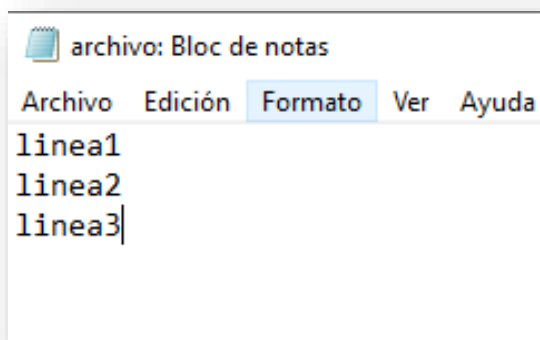 archivo: Bloc de notas
Archivo Edición Formato Ver Ayuda
linea1
linea2
linea3